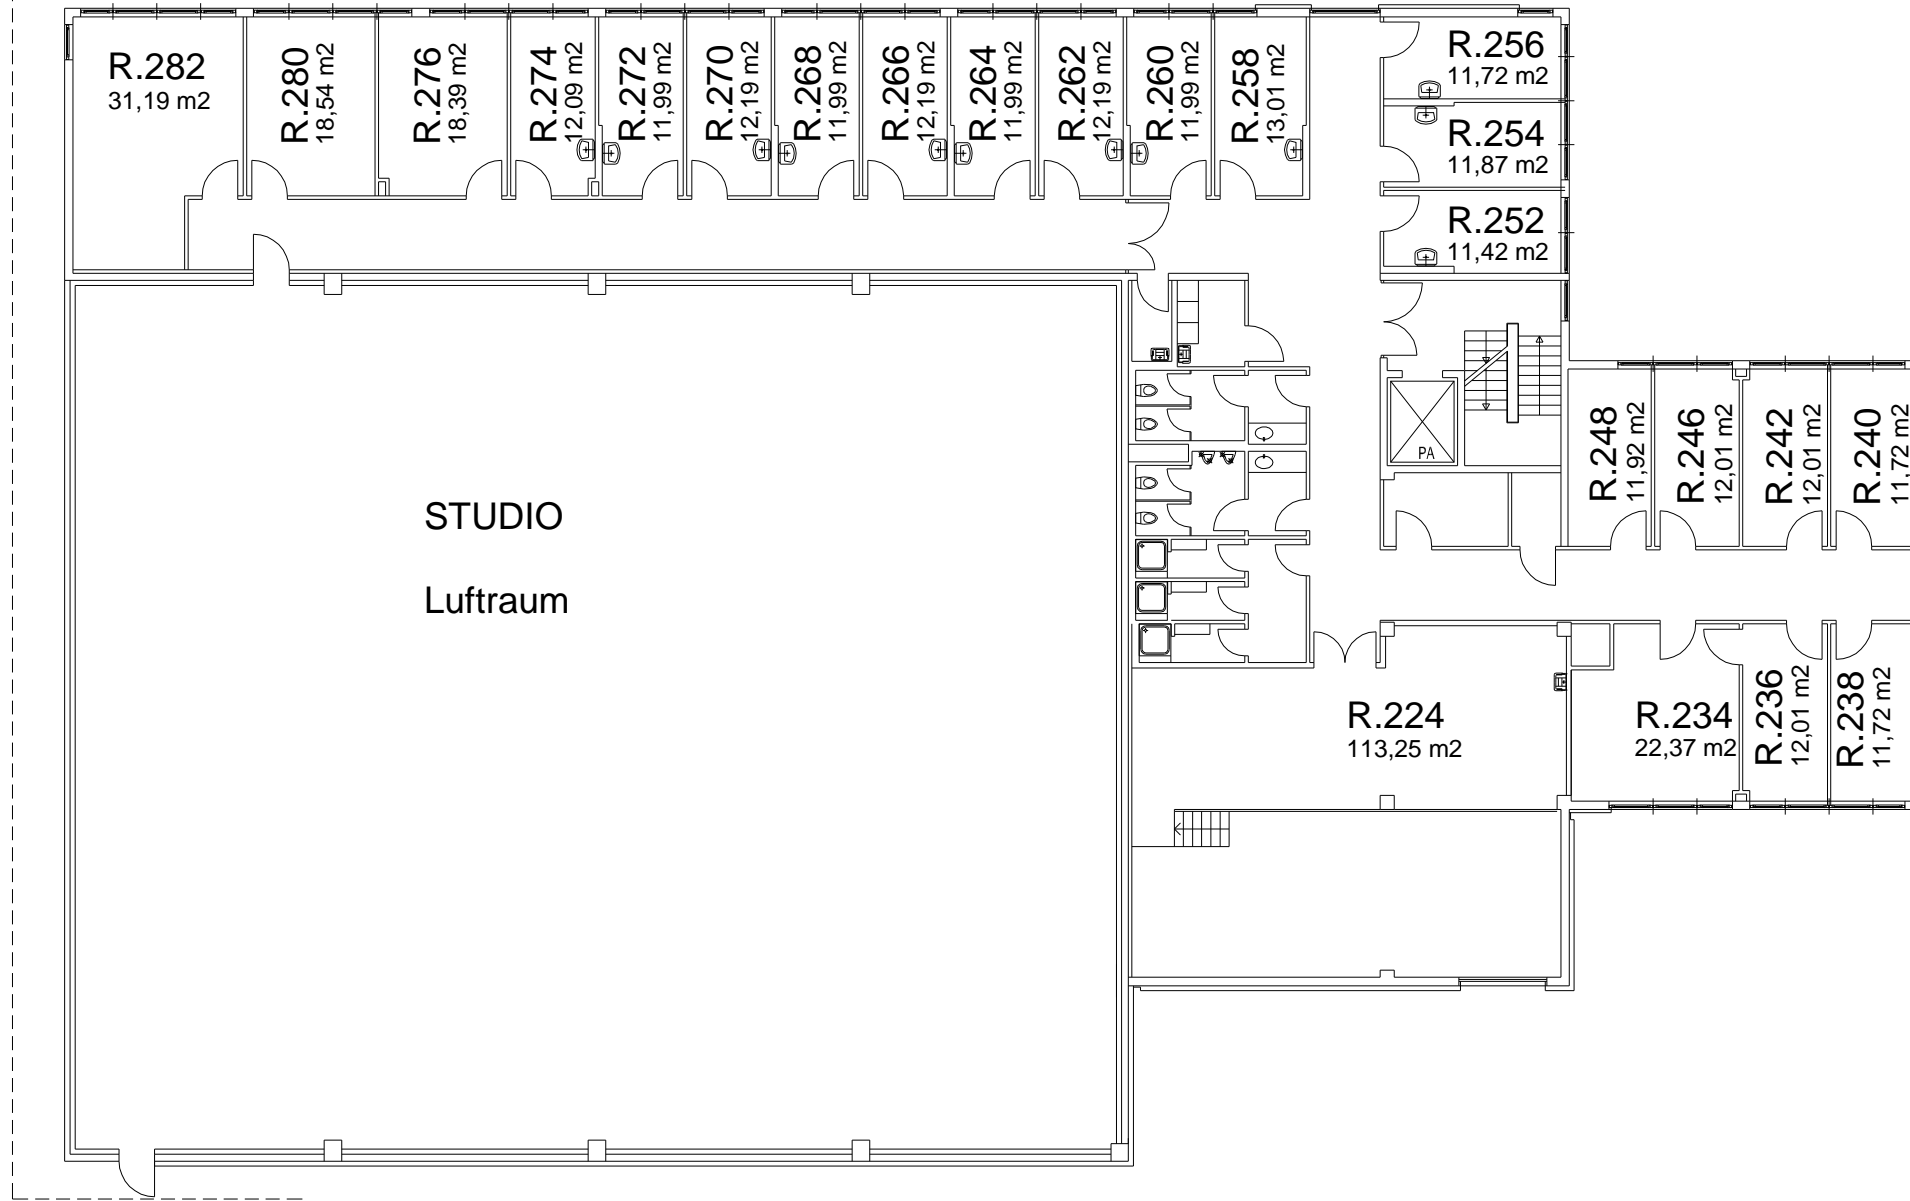 R.282
31,19 m2
R.280
18,54 m2
R.276
18,39 m2
R.274
12,09 m2
R.272
11,99 m2
R.270
12,19 m2
R.268
11,99 m2
R.266
12,19 m2
R.264
11,99 m2
R.262
12,19 m2
R.260
11,99 m2
R.258
13,01 m2
R.256
11,72 m2
R.254
11,87 m2
R.252
11,42 m2
R.248
11,92 m2
R.246
12,01 m2
R.242
12,01 m2
R.240
11,72 m2
PA
STUDIO
Luftraum
R.224
113,25 m2
R.234
22,37 m2
R.236
12,01 m2
R.238
11,72 m2